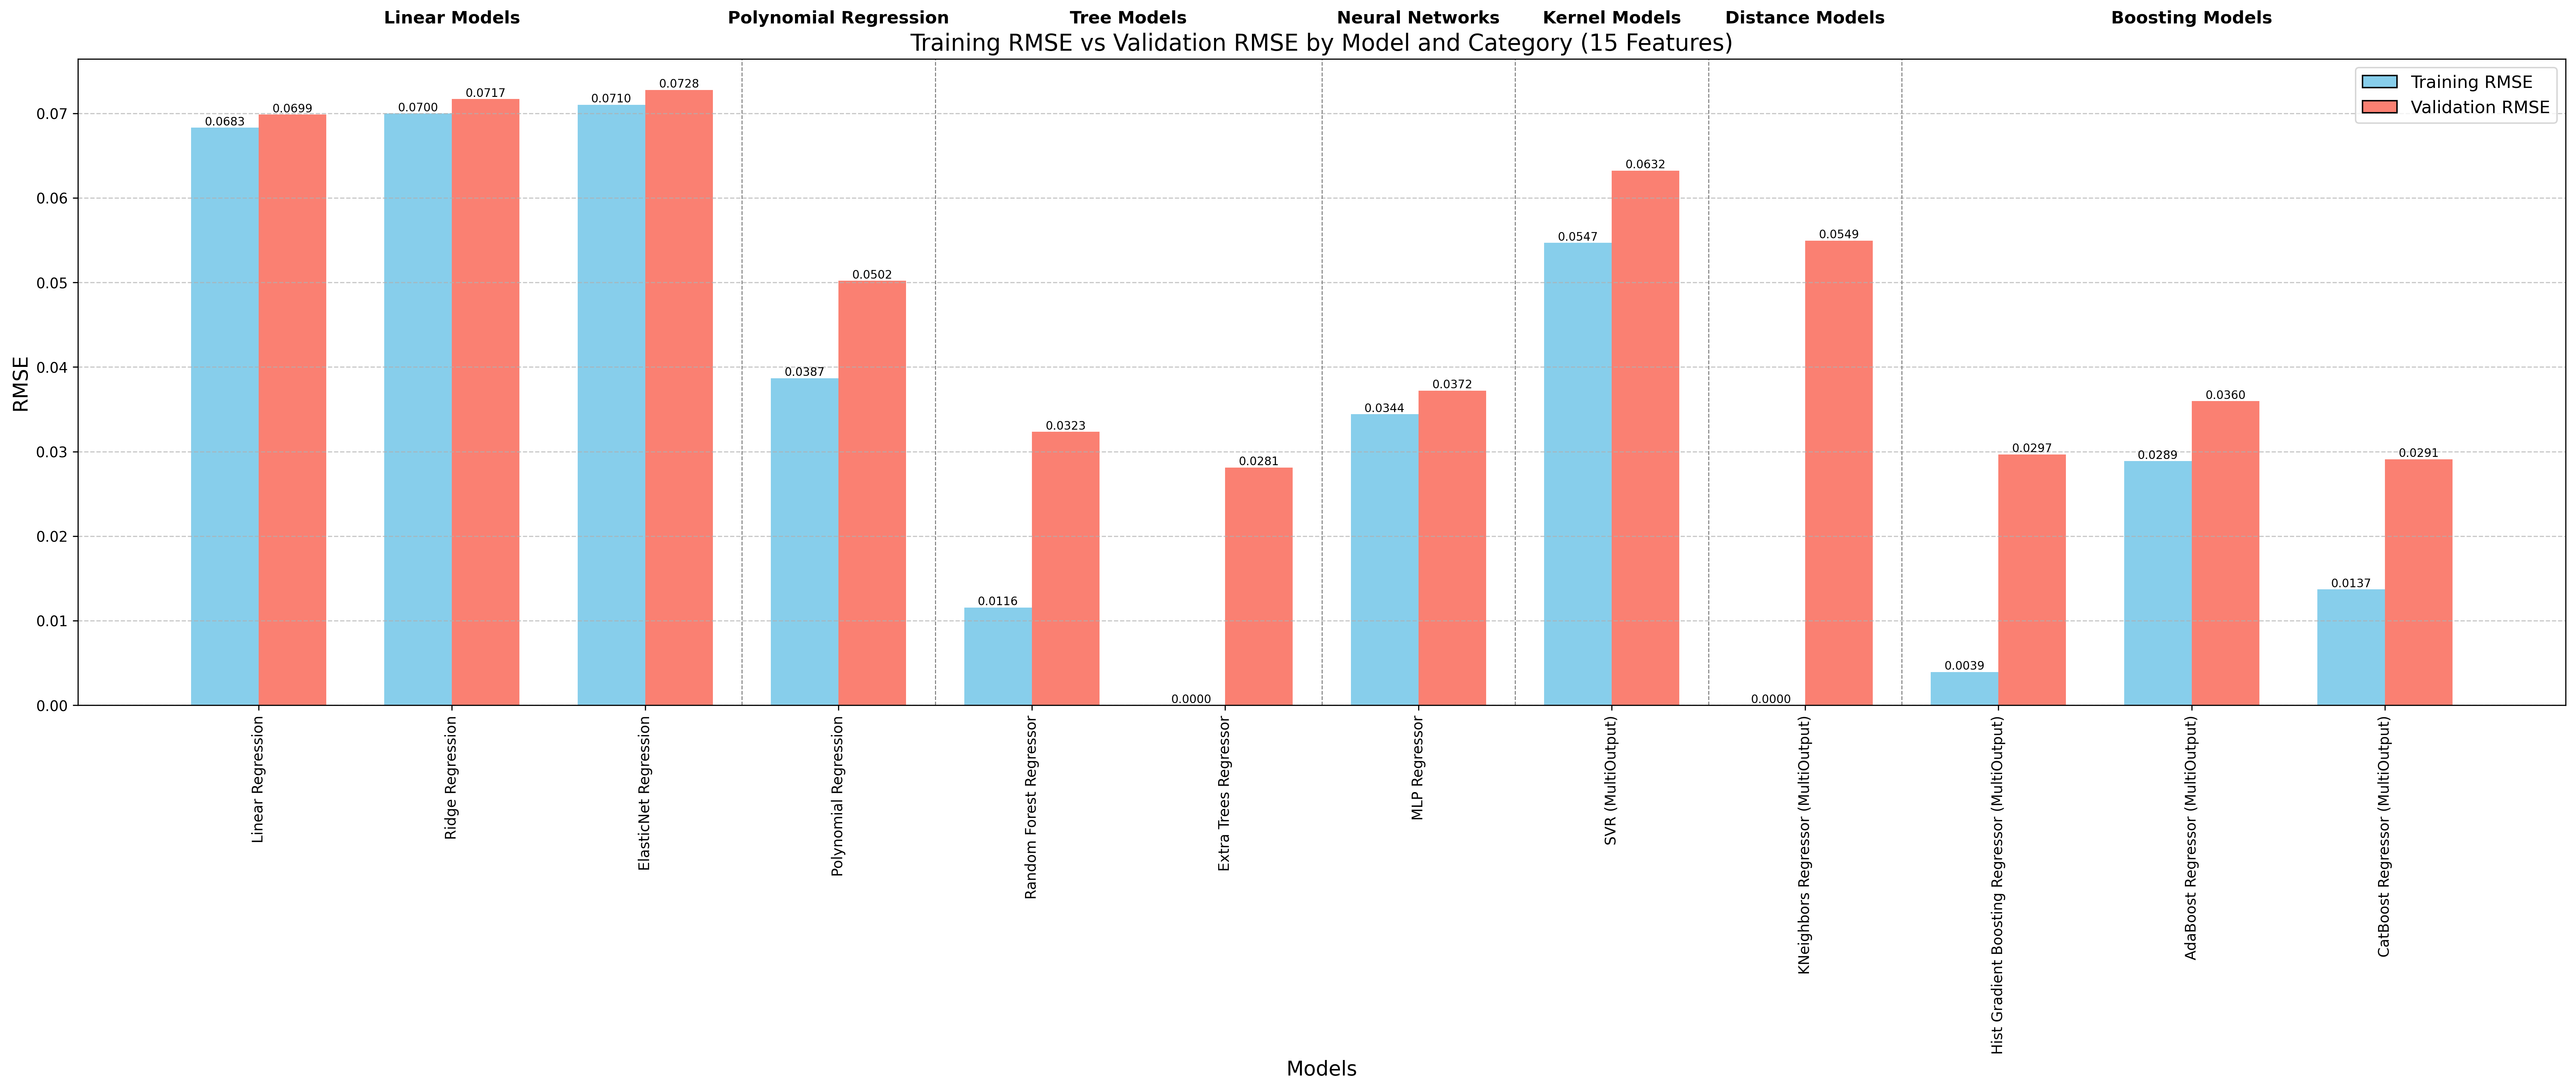 Linear Models
Polynomial Regression
Tree Models
Neural Networks
Kernel Models
Distance Models
Boosting Models
Training RMSE vs Validation RMSE by Model and Category (15 Features)
Training RMSE
Validation RMSE
RMSE
0.07
0.06
0.05
0.04
0.03
0.02
0.01
0.00
0.0683
0.0699
0.0700
0.0717
0.0710
0.0728
0.0387
0.0502
0.0116
0.0323
0.0000
0.0281
0.0344
0.0372
0.0547
0.0632
0.0000
0.0549
0.0039
0.0297
0.0289
0.0360
0.0137
0.0291
Linear Regression
Ridge Regression
ElasticNet Regression
Polynomial Regression
Random Forest Regressor
Extra Trees Regressor
MLP Regressor
SVR (MultiOutput)
KNeighbors Regressor (MultiOutput)
Hist Gradient Boosting Regressor (MultiOutput)
AdaBoost Regressor (MultiOutput)
CatBoost Regressor (MultiOutput)
Models